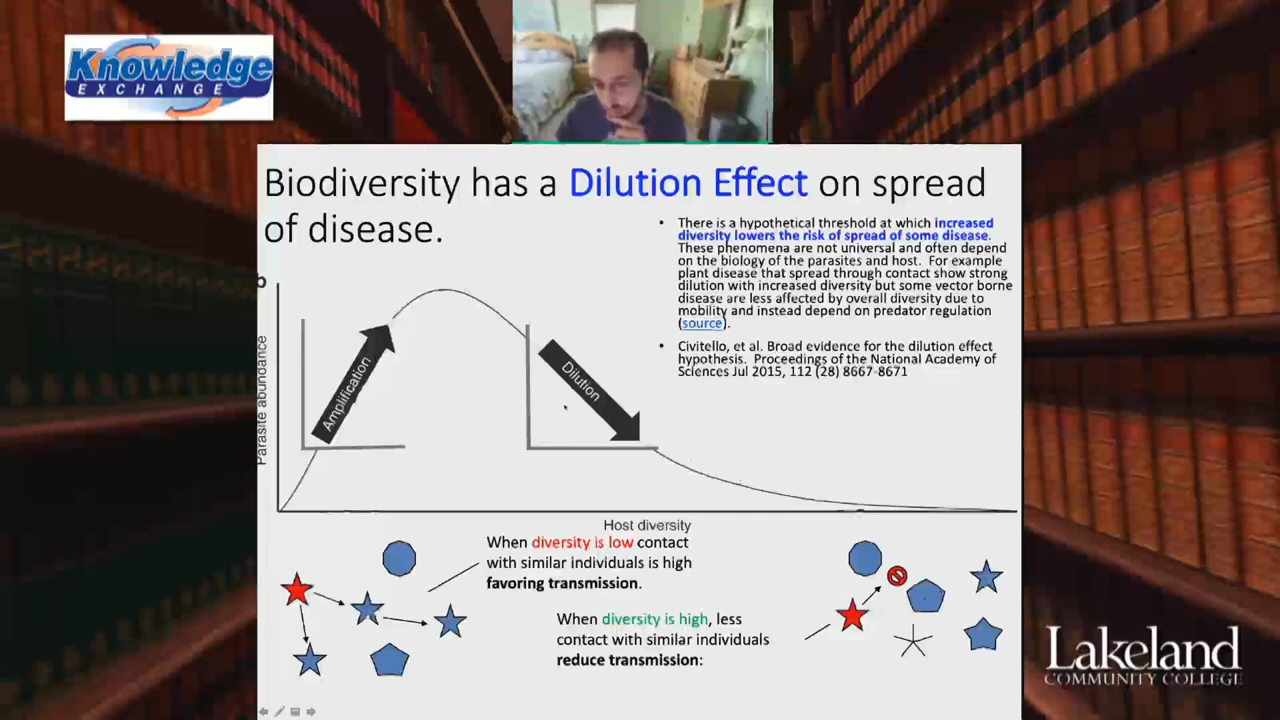 Knowledge
EXCHANGE
Biodiversity has a Dilution Effect on spread
of disease.
• There is a hypothetical threshold at which increased
diversity lowers the risk of spread of some disease.
These phenomena are not universal and often depend
on the biology of the parasites and host. For example
plant disease that spread through contact show strong
dilution with increased diversity but some vector borne
disease are less affected by overall diversity due to
mobility and instead depend on predator regulation
(source).
• Civitello, et al. Broad evidence for the dilution effect
hypothesis. Proceedings of the National Academy of
Sciences Jul 2015, 112 (28) 8667-8671
b
Parasite abundance
Amplification
Dilution
Host diversity
When diversity is low contact
with similar individuals is high
favoring transmission.
When diversity is high, less
contact with similar individuals
reduce transmission:
Lakeland
COMMUNITY COLLEGE